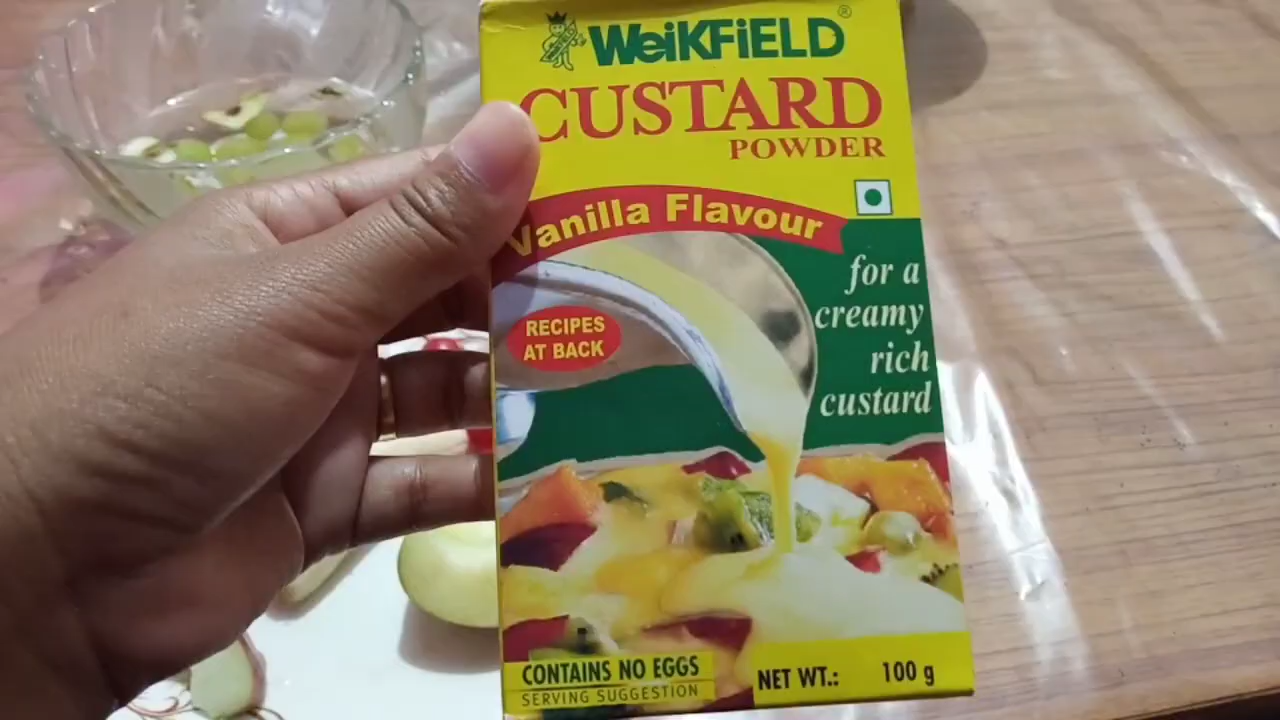 WeiKFiELD®
CUSTARD
POWDER
Vanilla Flavour
for a
creamy
rich
custard
RECIPES
AT BACK
CONTAINS NO EGGS
SERVING SUGGESTION
NET WT.: 100 g